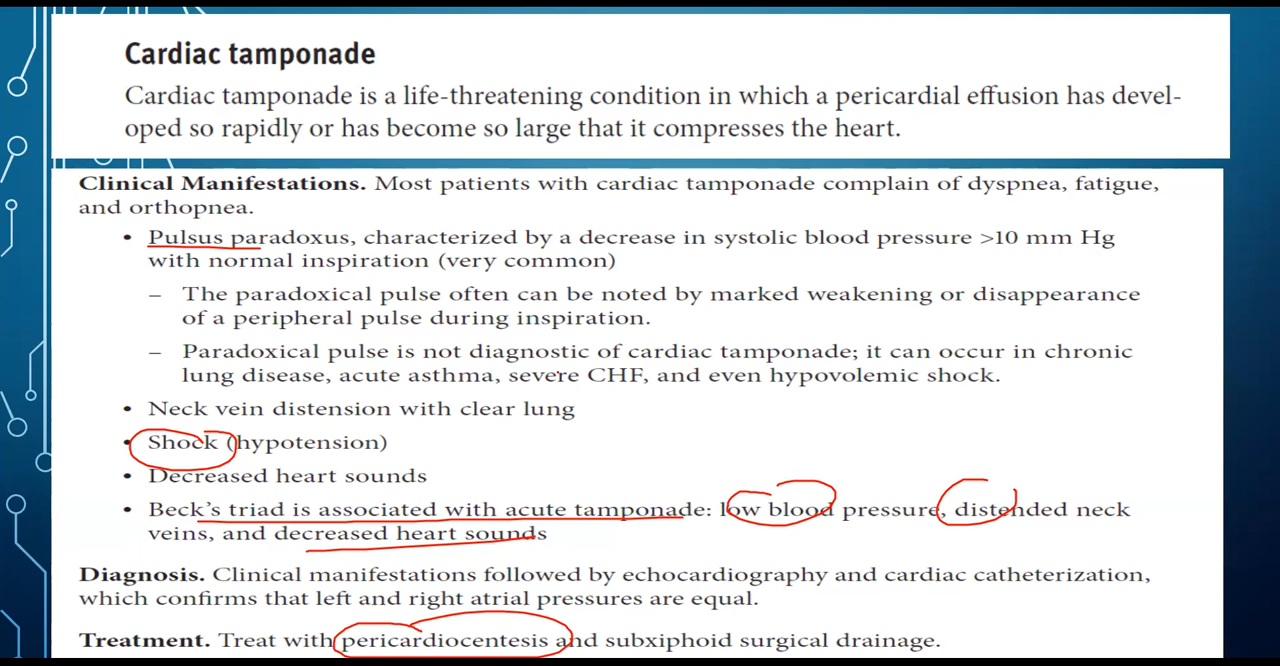 Cardiac tamponade
Cardiac tamponade is a life-threatening condition in which a pericardial effusion has devel-
oped so rapidly or has become so large that it compresses the heart.
Clinical Manifestations. Most patients with cardiac tamponade complain of dyspnea, fatigue,
and orthopnea.
• Pulsus paradoxus, characterized by a decrease in systolic blood pressure >10 mm Hg
with normal inspiration (very common)
– The paradoxical pulse often can be noted by marked weakening or disappearance
of a peripheral pulse during inspiration.
– Paradoxical pulse is not diagnostic of cardiac tamponade; it can occur in chronic
lung disease, acute asthma, severe CHF, and even hypovolemic shock.
• Neck vein distension with clear lung
• Shock (hypotension)
• Decreased heart sounds
• Beck's triad is associated with acute tamponade: low blood pressure, distended neck
veins, and decreased heart sounds
Diagnosis. Clinical manifestations followed by echocardiography and cardiac catheterization,
which confirms that left and right atrial pressures are equal.
Treatment. Treat with pericardiocentesis and subxiphoid surgical drainage.